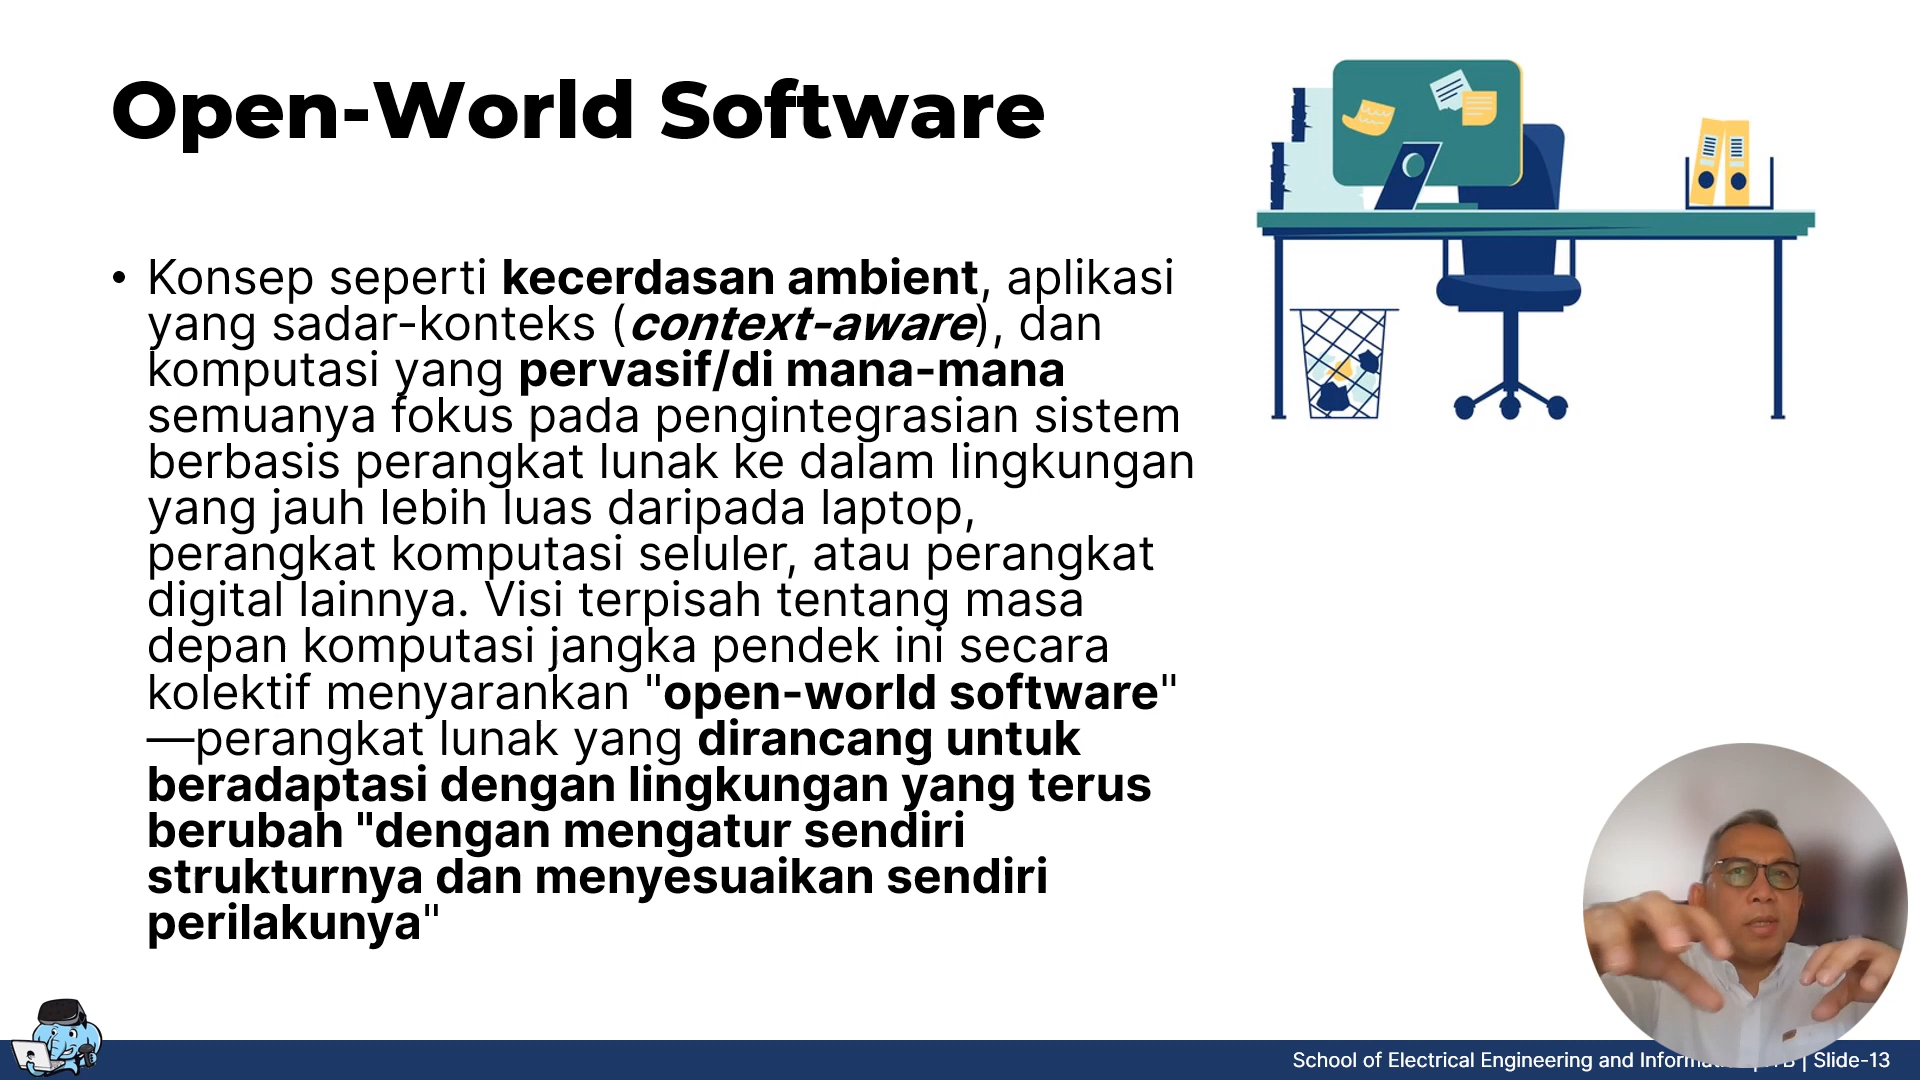 Open-World Software
• Konsep seperti kecerdasan ambient, aplikasi
yang sadar-konteks (context-aware), dan
komputasi yang pervasif/di mana-mana
semuanya fokus pada pengintegrasian sistem
berbasis perangkat lunak ke dalam lingkungan
yang jauh lebih luas daripada laptop,
perangkat komputasi seluler, atau perangkat
digital lainnya. Visi terpisah tentang masa
depan komputasi jangka pendek ini secara
kolektif menyarankan "open-world software"
—perangkat lunak yang dirancang untuk
beradaptasi dengan lingkungan yang terus
berubah "dengan mengatur sendiri
strukturnya dan menyesuaikan sendiri
perilakunya"
School of Electrical Engineering and | Slide-13